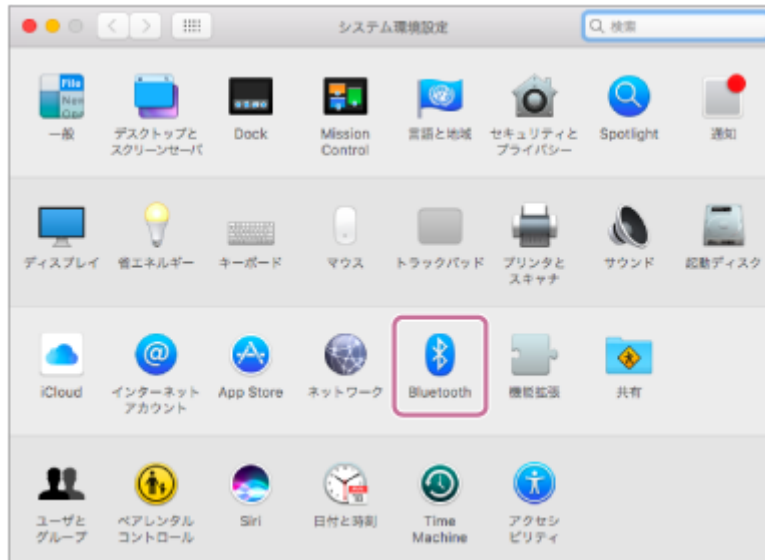 システム環境設定
検索
File
New
一般
デスクトップと
スクリーンセーバ
Dock
Mission
Control
言語と地域
セキュリティと
プライバシー
Spotlight
通知
ディスプレイ
省エネルギー
キーボード
マウス
トラックパッド
プリンタと
スキャナ
サウンド
起動ディスク
iCloud
インターネット
アカウント
App Store
ネットワーク
Bluetooth
機能拡張
共有
ユーザと
グループ
ペアレンタル
コントロール
Siri
日付と時刻
Time
Machine
アクセシ
ビリティ